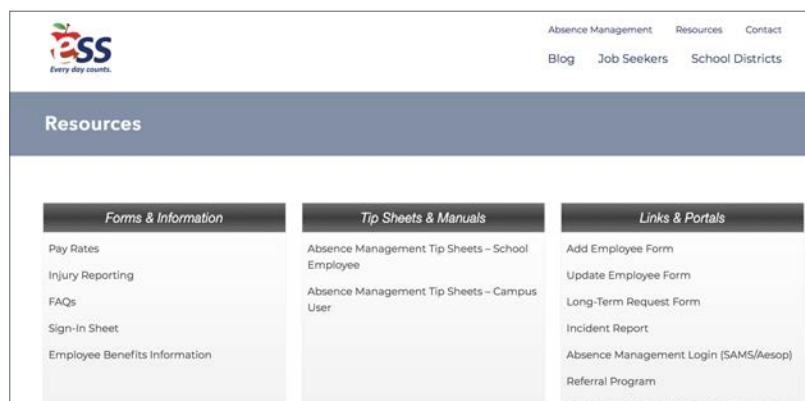 ess
Every day counts.
Absence Management Resources Contact
Blog Job Seekers School Districts
Resources
Forms & Information
Pay Rates
Injury Reporting
FAQs
Sign-In Sheet
Employee Benefits Information
Tip Sheets & Manuals
Absence Management Tip Sheets – School
Employee
Absence Management Tip Sheets – Campus
User
Links & Portals
Add Employee Form
Update Employee Form
Long-Term Request Form
Incident Report
Absence Management Login (SAMS/Aesop)
Referral Program